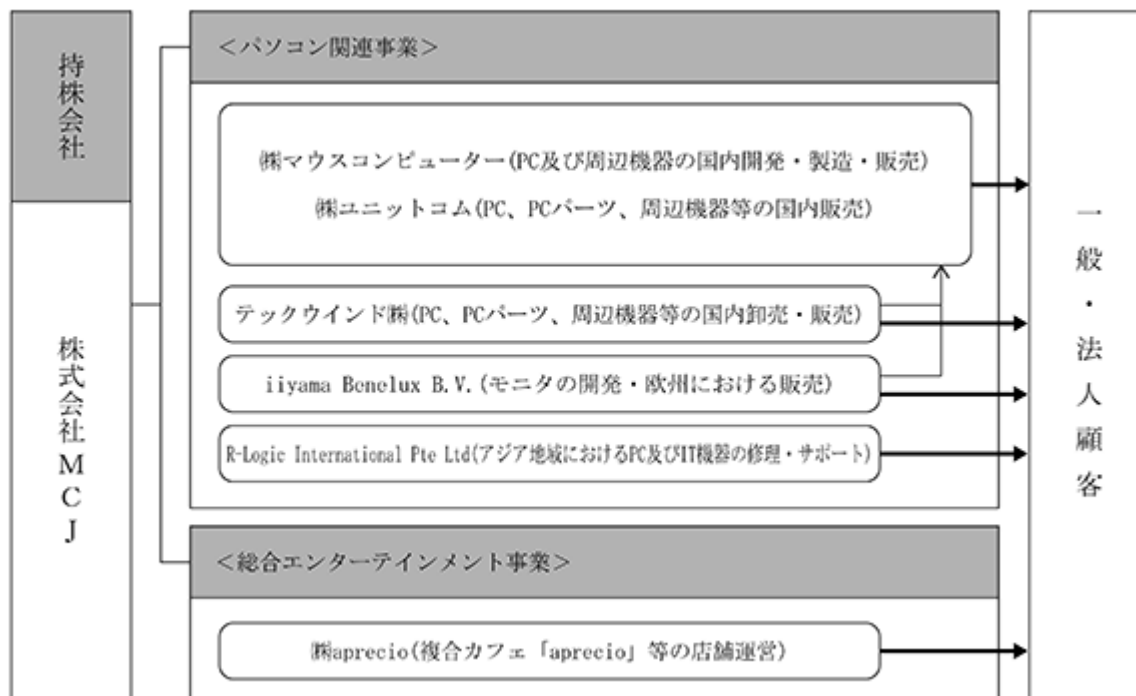 持株会社
株式会社MCJ
＜パソコン関連事業＞
㈱マウスコンピューター(PC及び周辺機器の国内開発・製造・販売)
㈱ユニットコム(PC、PCパーツ、周辺機器等の国内販売)
テックウインド㈱(PC、PCパーツ、周辺機器等の国内卸売・販売)
iiyama Benelux B.V.(モニタの開発・欧州における販売)
R-Logic International Pte Ltd(アジア地域におけるPC及びIT機器の修理・サポート)
＜総合エンターテインメント事業＞
㈱aprecio(複合カフェ「aprecio」等の店舗運営)
一般・法人顧客